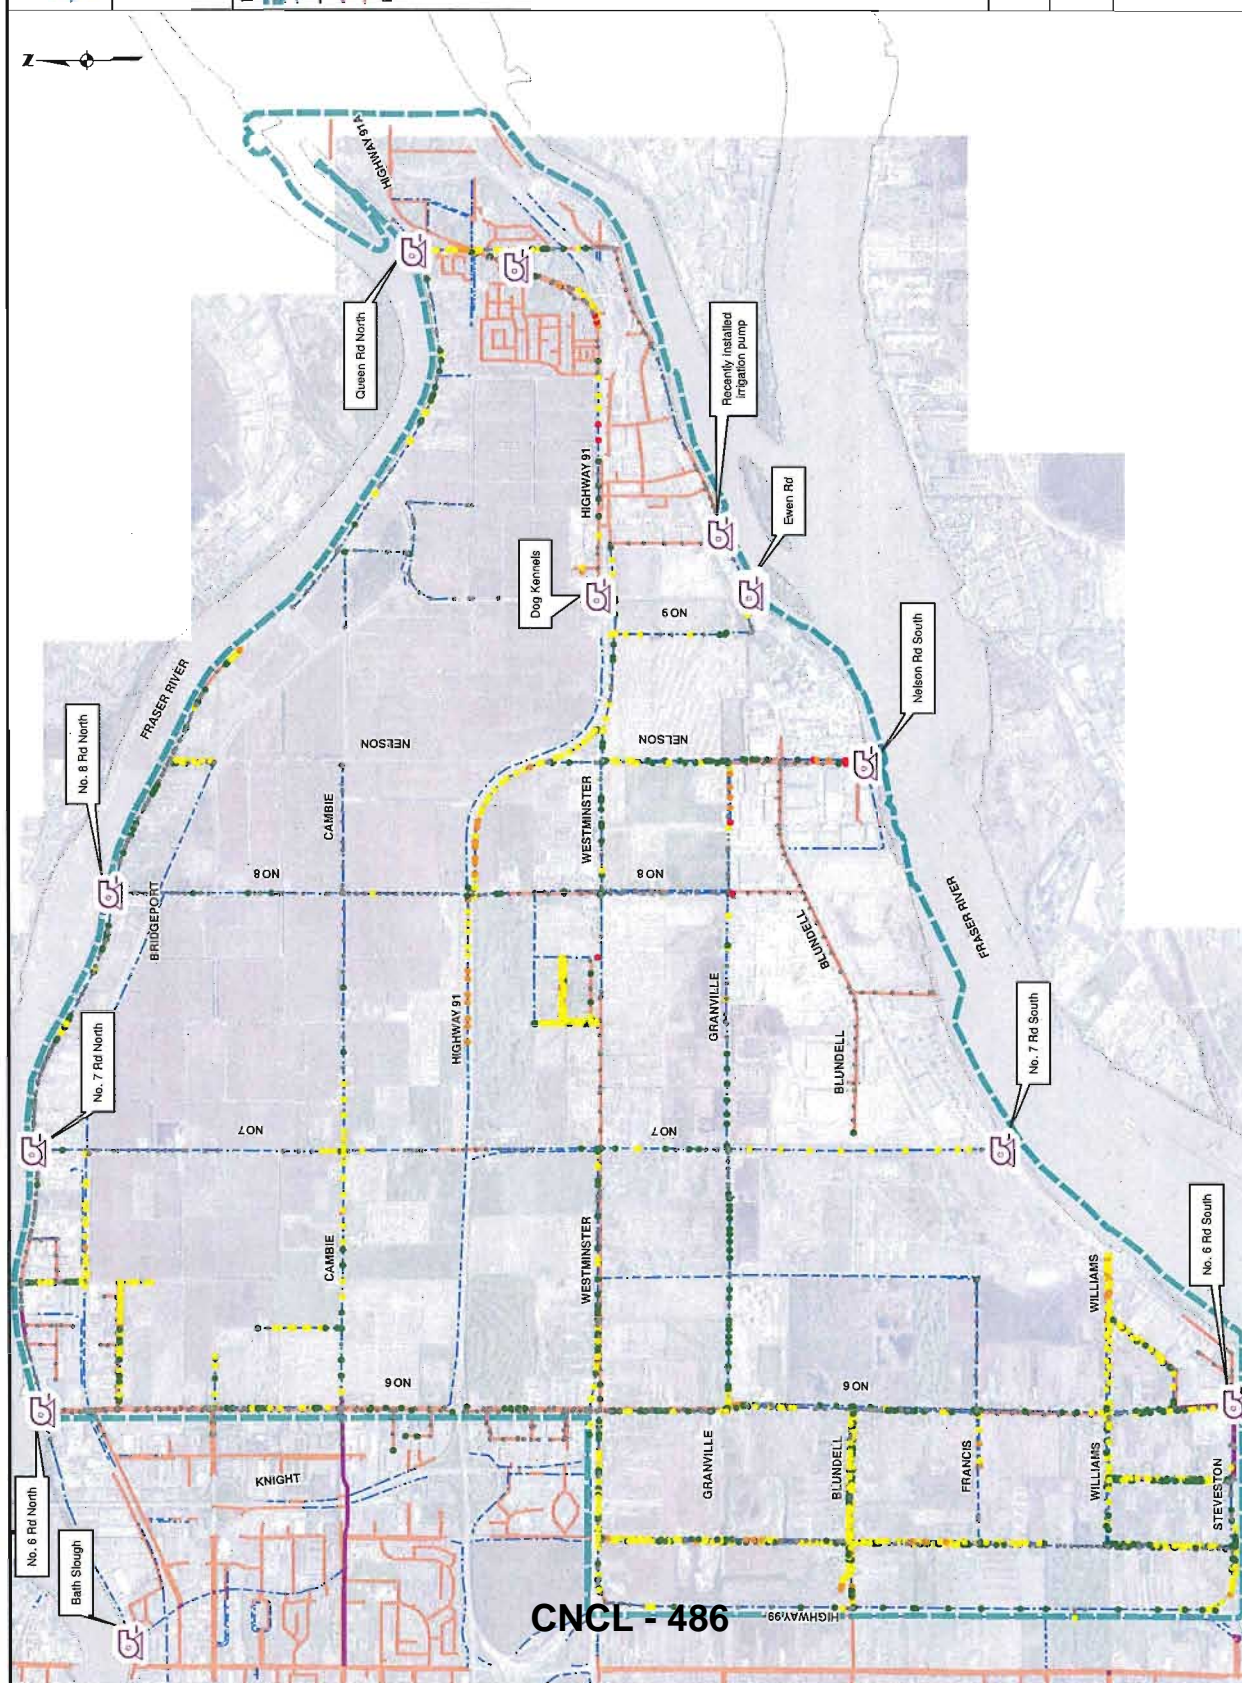 Z
HIGHWAY 91A
Queen Rd North
Recently installed
irrigation pump
HIGHWAY 91
Ewen Rd
Dog Kennels
NO 9
Nelson Rd South
FRASER RIVER
No. 8 Rd North
NELSON
NELSON
CAMBIE
WESTMINSTER
NO 8
NO 8
BRIDGEPORT
BLUNDELL
FRASER RIVER
HIGHWAY 91
GRANVILLE
No. 7 Rd North
No. 7 Rd South
BLUNDELL
NO 7
NO 7
CAMBIE
WESTMINSTER
WILLIAMS
No. 6 Rd South
NO 6
NO 6
No. 6 Rd North
KNIGHT
GRANVILLE
BLUNDELL
FRANCIS
WILLIAMS
STEVESTON
Bath Slough
HIGHWAY 99
CNCL - 486